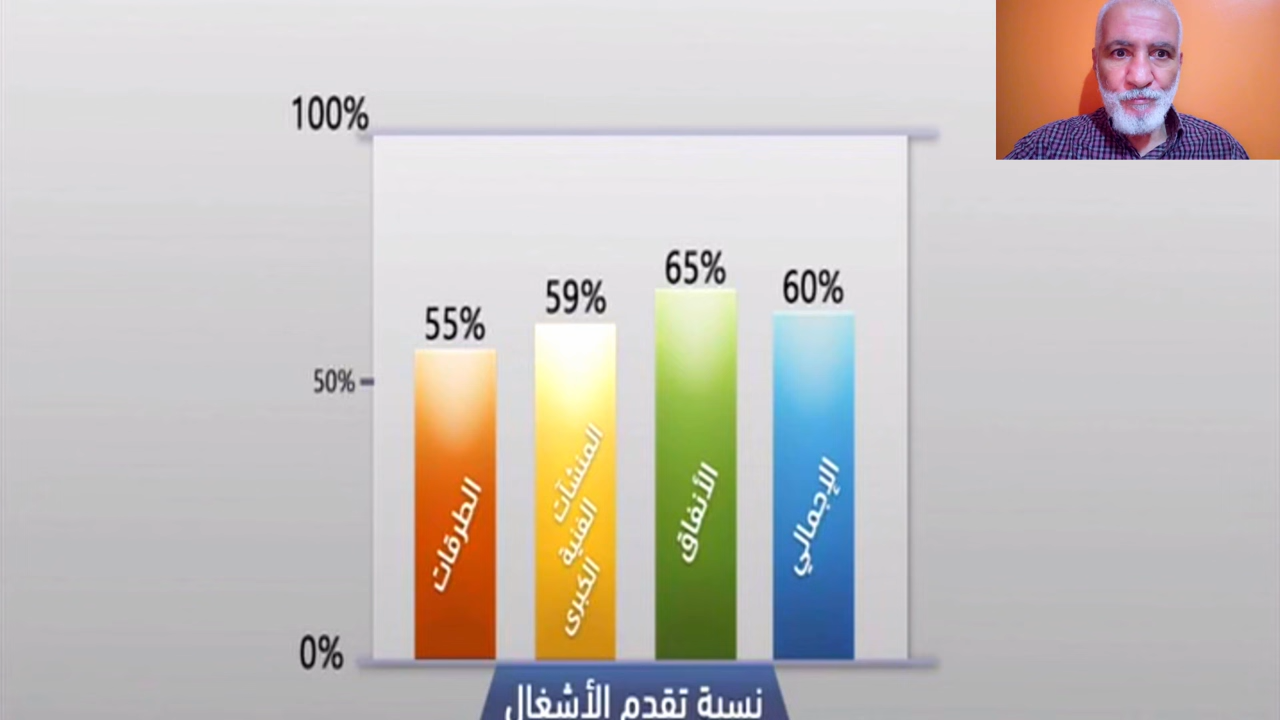 100%
65%
60%
59%
55%
50%
الطرقات
المنشآت
الفنية
الكبرى
الأنفاق
الإجمالي
0%
نسبة تقدم الأشغال